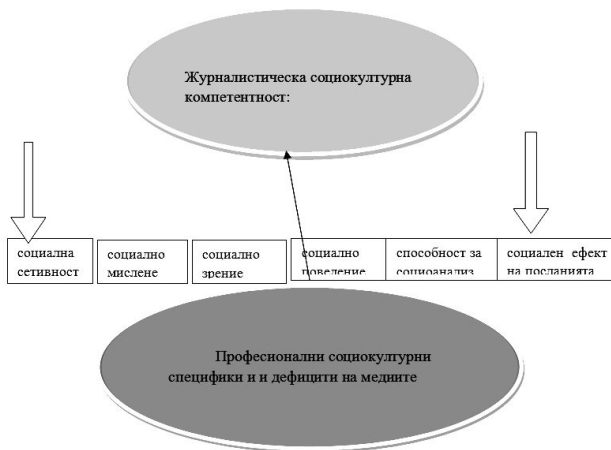 Журналистическа социокултурна
компетентност:
социална
сетивност
социално
мислене
социално
зрение
социално
поведение
способност за
социоанализ
социален ефект
на посланията
Професионални социокултурни
специфики и и дефицити на медиите